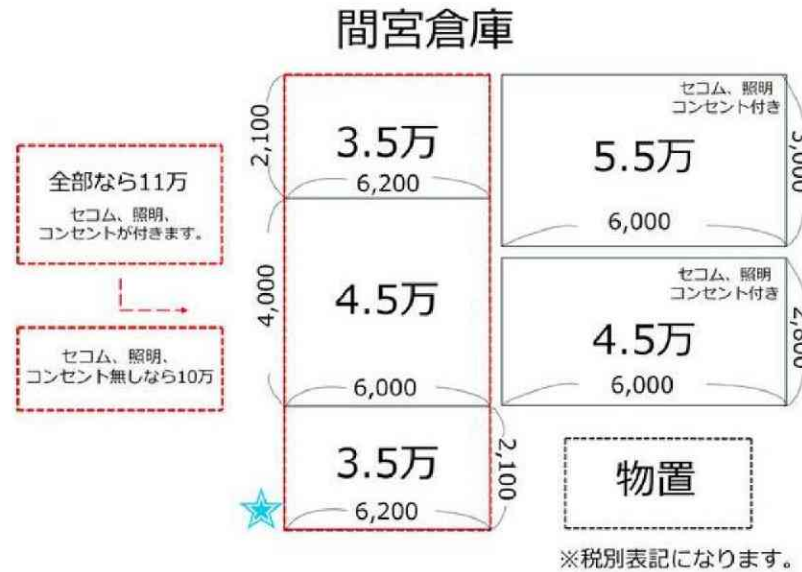 間宮倉庫
全部なら11万
セコム、照明、
コンセントが付きます。
セコム、照明、
コンセント無しなら10万
2,100
3.5万
6,200
4,000
4.5万
6,000
3.5万
2,100
6,200
セコム、照明
コンセント付き
5.5万
6,000
セコム、照明
コンセント付き
4.5万
2,800
6,000
物置
※税別表記になります。